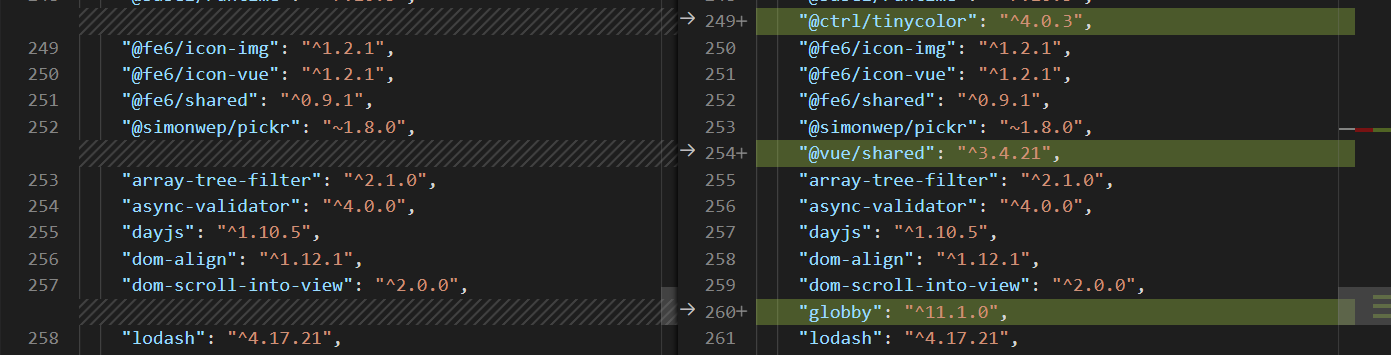 249+ "@ctrl/tinycolor": "^4.0.3",
249 "@fe6/icon-img": "^1.2.1", 250 "@fe6/icon-img": "^1.2.1",
250 "@fe6/icon-vue": "^1.2.1", 251 "@fe6/icon-vue": "^1.2.1",
251 "@fe6/shared": "^0.9.1", 252 "@fe6/shared": "^0.9.1",
252 "@simonwep/pickr": "~1.8.0", 253 "@simonwep/pickr": "~1.8.0",
254+ "@vue/shared": "^3.4.21",
253 "array-tree-filter": "^2.1.0", 255 "array-tree-filter": "^2.1.0",
254 "async-validator": "^4.0.0", 256 "async-validator": "^4.0.0",
255 "dayjs": "^1.10.5", 257 "dayjs": "^1.10.5",
256 "dom-align": "^1.12.1", 258 "dom-align": "^1.12.1",
257 "dom-scroll-into-view": "^2.0.0", 259 "dom-scroll-into-view": "^2.0.0",
260+ "globby": "^11.1.0",
258 "lodash": "^4.17.21", 261 "lodash": "^4.17.21",